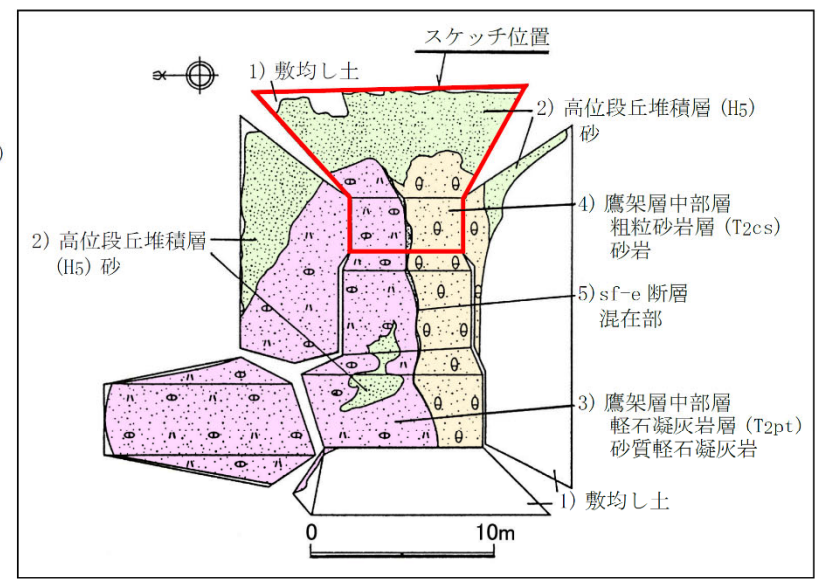 スケッチ位置
1) 敷均し土
2) 高位段丘堆積層 (H5)
砂
4) 鷹架層中部層
粗粒砂岩層 (T2cs)
砂岩
2) 高位段丘堆積層
(H5) 砂
5) sf-e 断層
混在部
3) 鷹架層中部層
軽石凝灰岩層 (T2pt)
砂質軽石凝灰岩
1) 敷均し土
0 10m